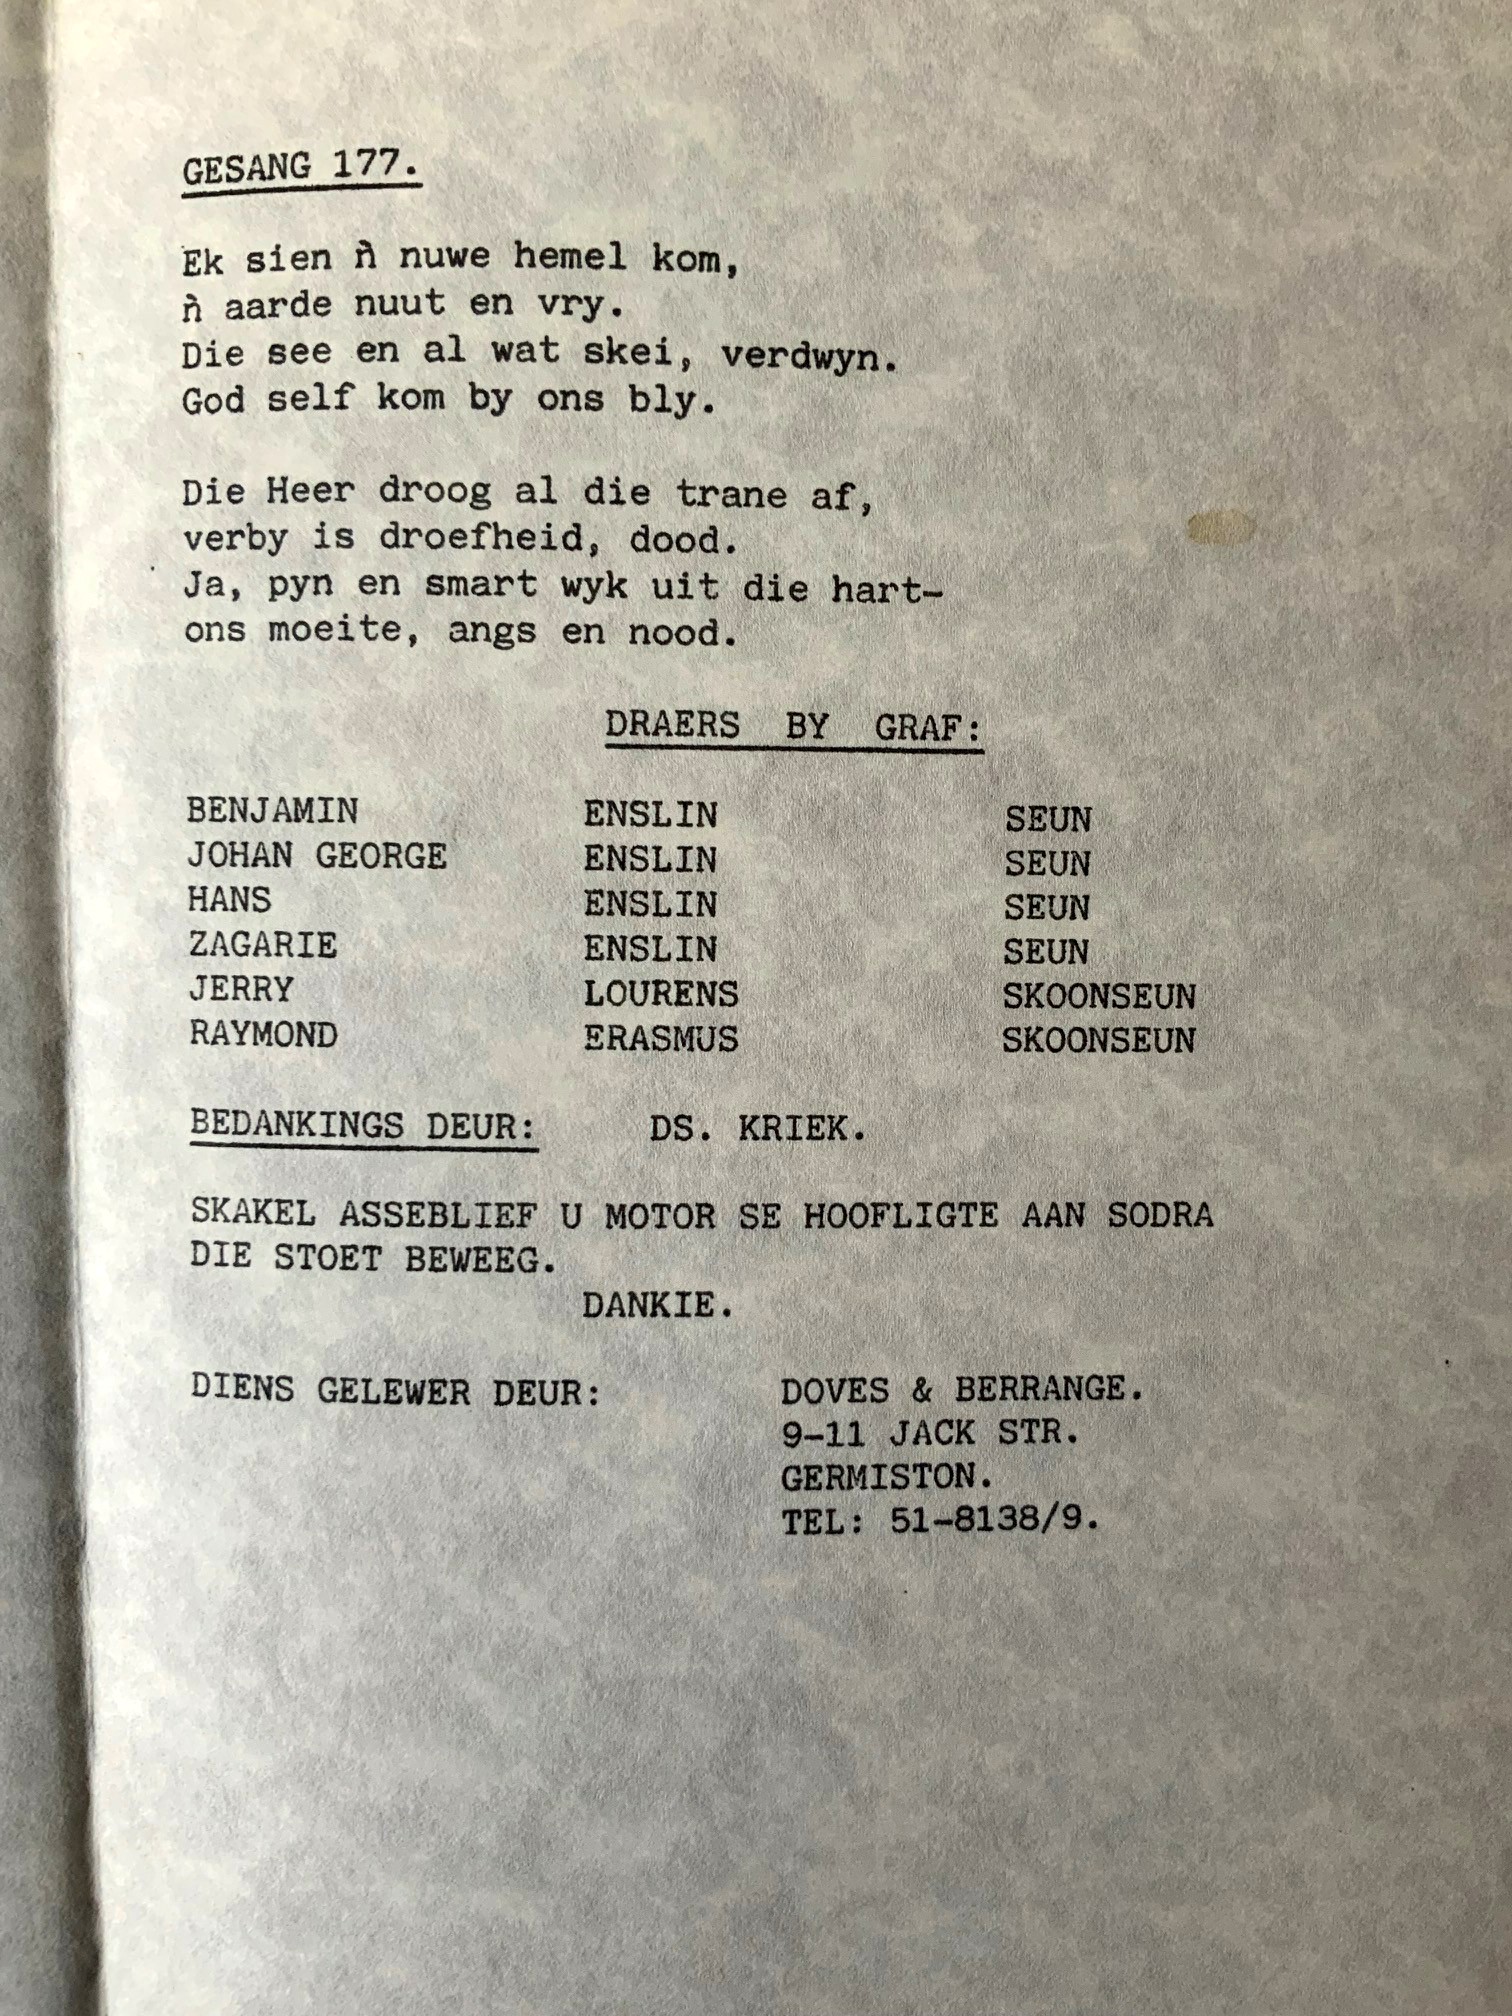 GESANG 177.
Ek sien ǹ nuwe hemel kom,
ǹ aarde nuut en vry.
Die see en al wat skei, verdwyn.
God self kom by ons bly.
Die Heer droog al die trane af,
verby is droefheid, dood.
Ja, pyn en smart wyk uit die hart-
ons moeite, angs en nood.
DRAERS BY GRAF:
BENJAMIN ENSLIN SEUN
JOHAN GEORGE ENSLIN SEUN
HANS ENSLIN SEUN
ZAGARIE ENSLIN SEUN
JERRY LOURENS SKOONSEUN
RAYMOND ERASMUS SKOONSEUN
BEDANKINGS DEUR: DS. KRIEK.
SKAKEL ASSEBLIEF U MOTOR SE HOOFLIGTE AAN SODRA
DIE STOET BEWEEG.
DANKIE.
DIENS GELEWER DEUR: DOVES & BERRANGE.
9-11 JACK STR.
GERMISTON.
TEL: 51-8138/9.